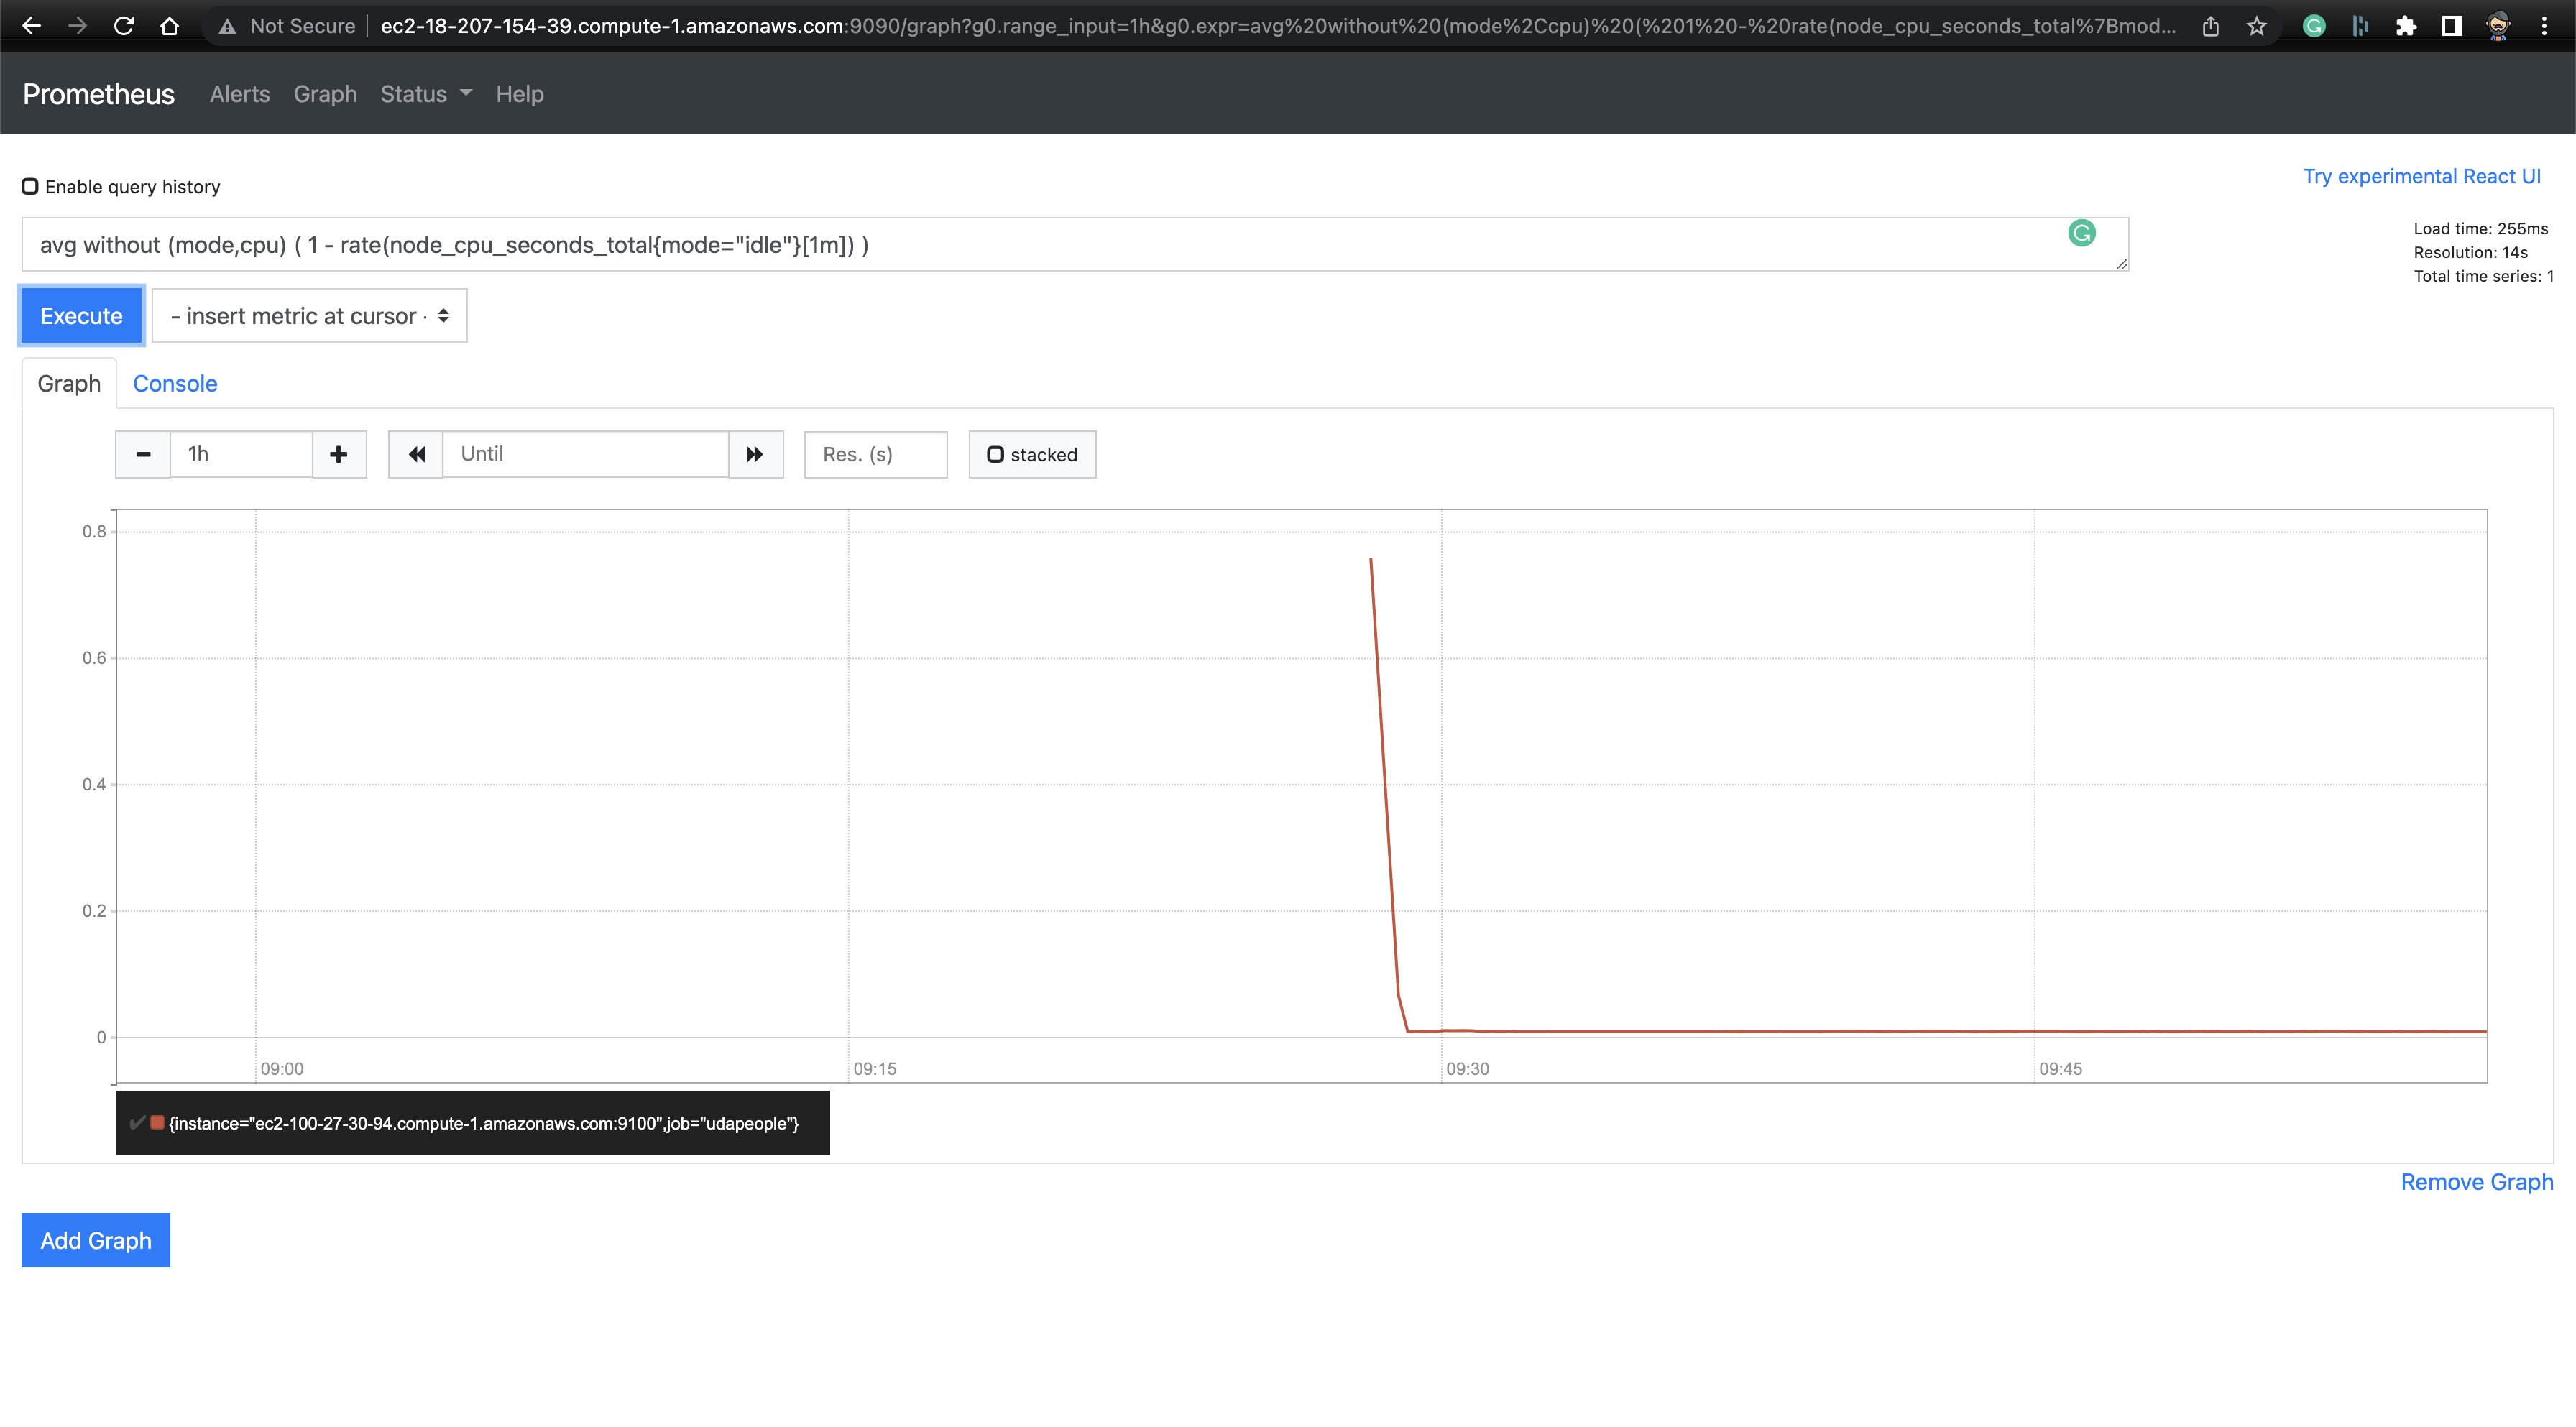 Not Secure ec2-18-207-154-39.compute-1.amazonaws.com:9090/graph?g0.range_input=1h&g0.expr=avg%20without%20(mode%2Ccpu)%20(%201%20-%20rate(node_cpu_seconds_total%7Bmod...
Prometheus Alerts Graph Status Help
Enable query history
Try experimental React UI
avg without (mode,cpu) ( 1 - rate(node_cpu_seconds_total{mode="idle"}[1m]) )
Load time: 255ms
Resolution: 14s
Total time series: 1
Execute - insert metric at cursor -
Graph Console
1h Until Res. (s) stacked
0.8
0.6
0.4
0.2
0
09:00 09:15 09:30 09:45
{instance="ec2-100-27-30-94.compute-1.amazonaws.com:9100",job="udapeople"}
Remove Graph
Add Graph